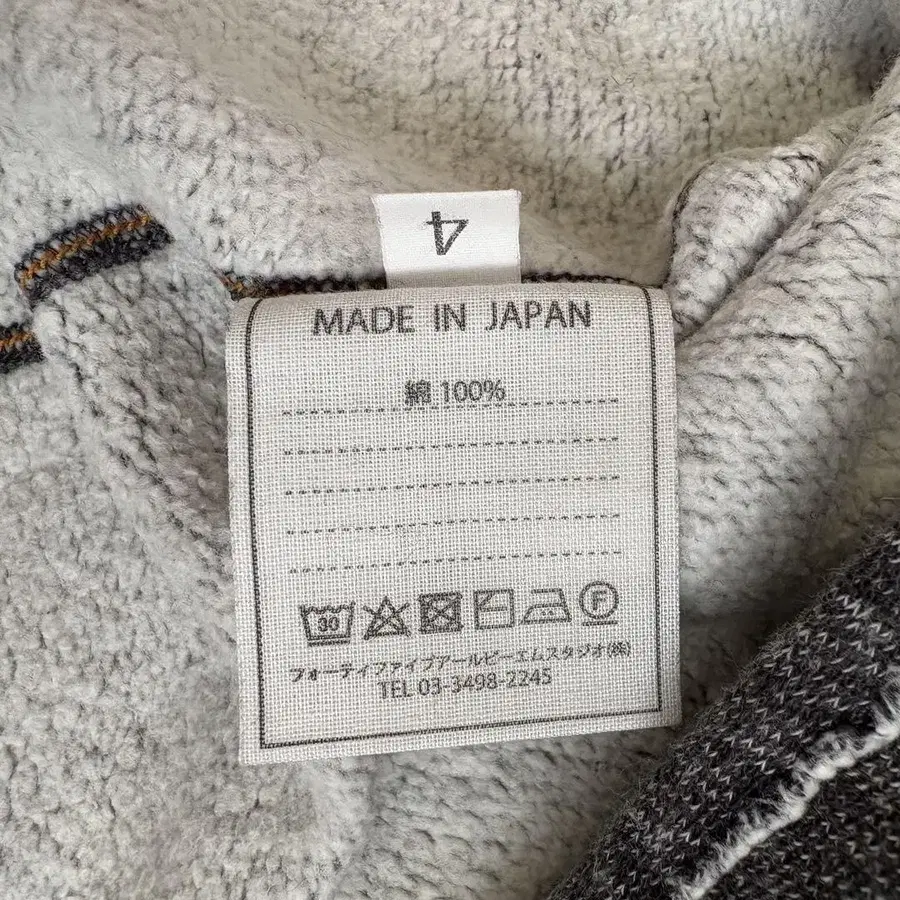 4
MADE IN JAPAN
綿 100%
30 F
フォーティファイブアールピーエムスタジオ(株)
TEL 03-3498-2245